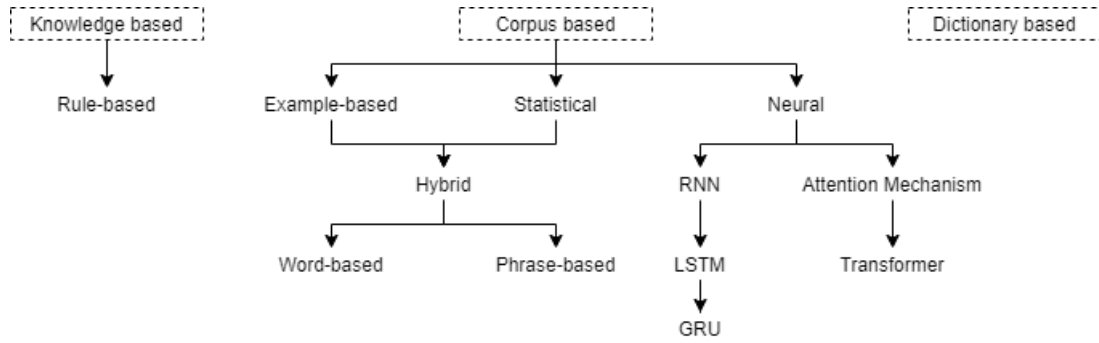 Knowledge based
Corpus based
Dictionary based
Rule-based
Example-based
Statistical
Neural
Hybrid
RNN
Attention Mechanism
Word-based
Phrase-based
LSTM
Transformer
GRU